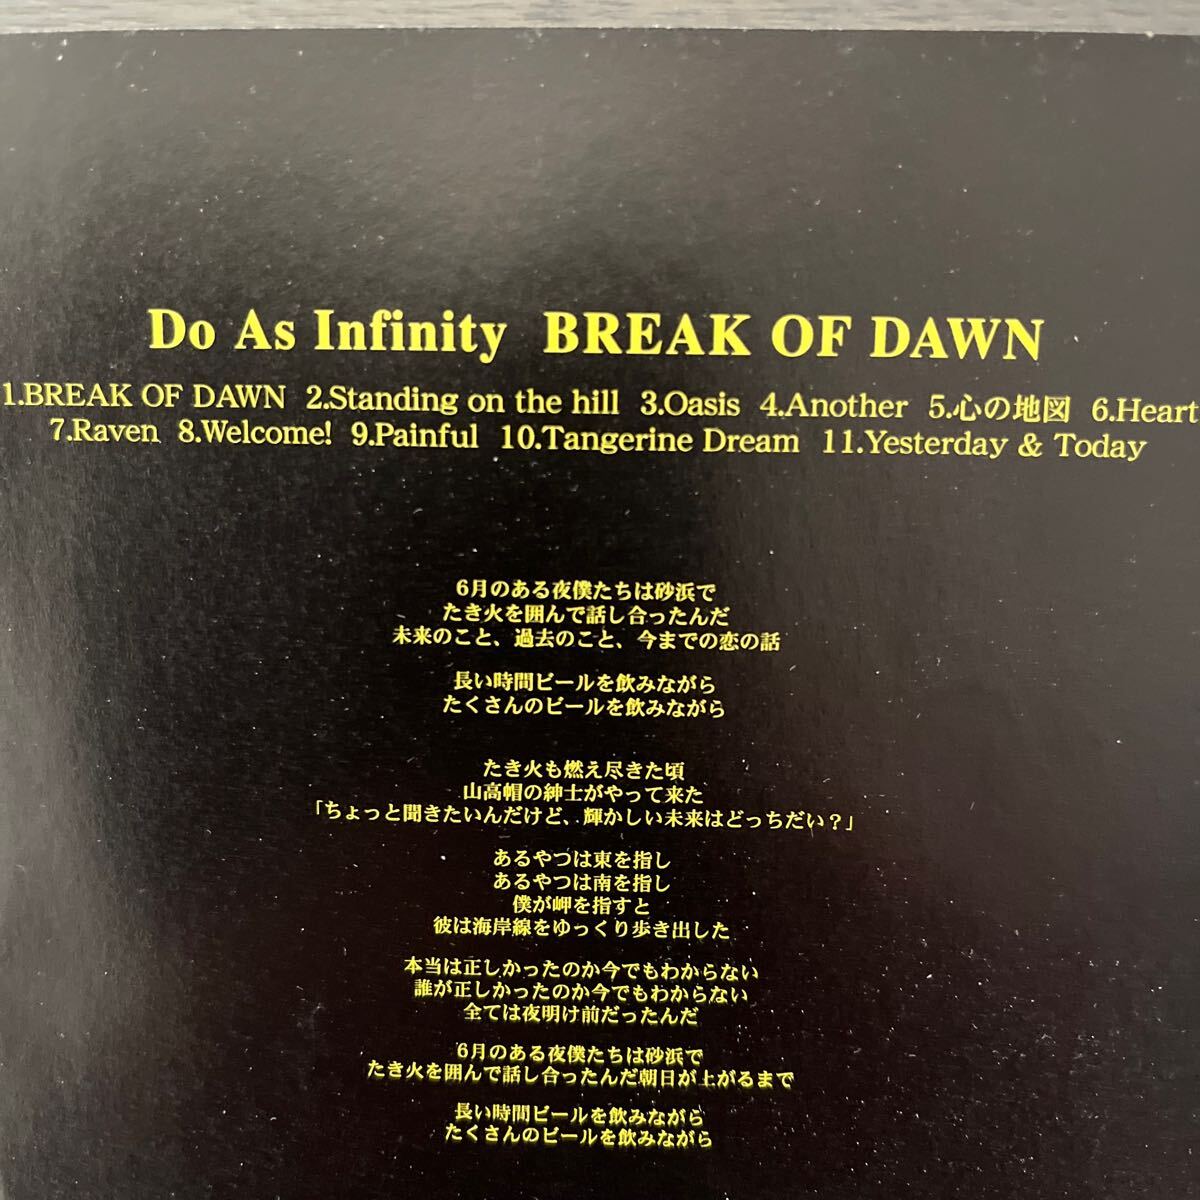 Do As Infinity BREAK OF DAWN
1.BREAK OF DAWN 2.Standing on the hill 3.Oasis 4.Another 5.心の地図 6.Heart
7.Raven 8.Welcome! 9.Painful 10.Tangerine Dream 11.Yesterday & Today
6月のある夜僕たちは砂浜で
たき火を囲んで話し合ったんだ
未来のこと、過去のこと、今までの恋の話
長い時間ビールを飲みながら
たくさんのビールを飲みながら
たき火も燃え尽きた頃
山高帽の紳士がやって来た
「ちょっと聞きたいんだけど、輝かしい未来はどっちだい？」
あるやつは東を指し
あるやつは南を指し
僕が岬を指すと
彼は海岸線をゆっくり歩き出した
本当は正しかったのか今でもわからない
誰が正しかったのか今でもわからない
全ては夜明け前だったんだ
6月のある夜僕たちは砂浜で
たき火を囲んで話し合ったんだ朝日が上がるまで
長い時間ビールを飲みながら
たくさんのビールを飲みながら